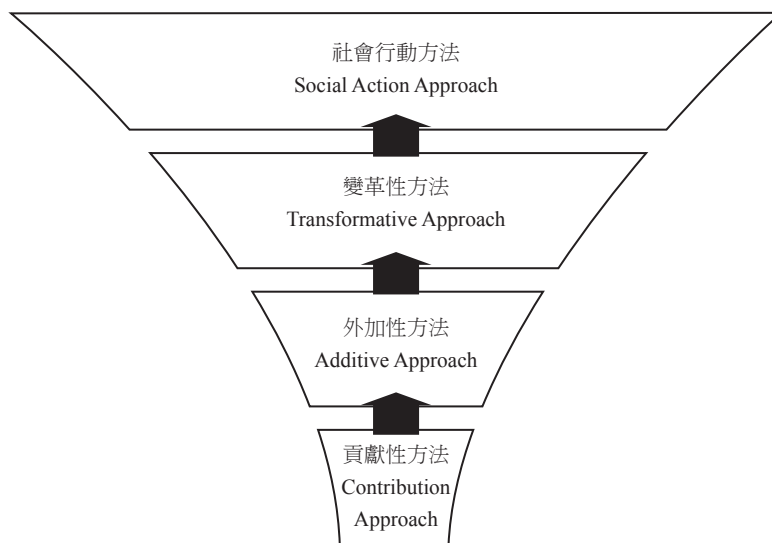 社會行動方法
Social Action Approach
變革性方法
Transformative Approach
外加性方法
Additive Approach
貢獻性方法
Contribution
Approach